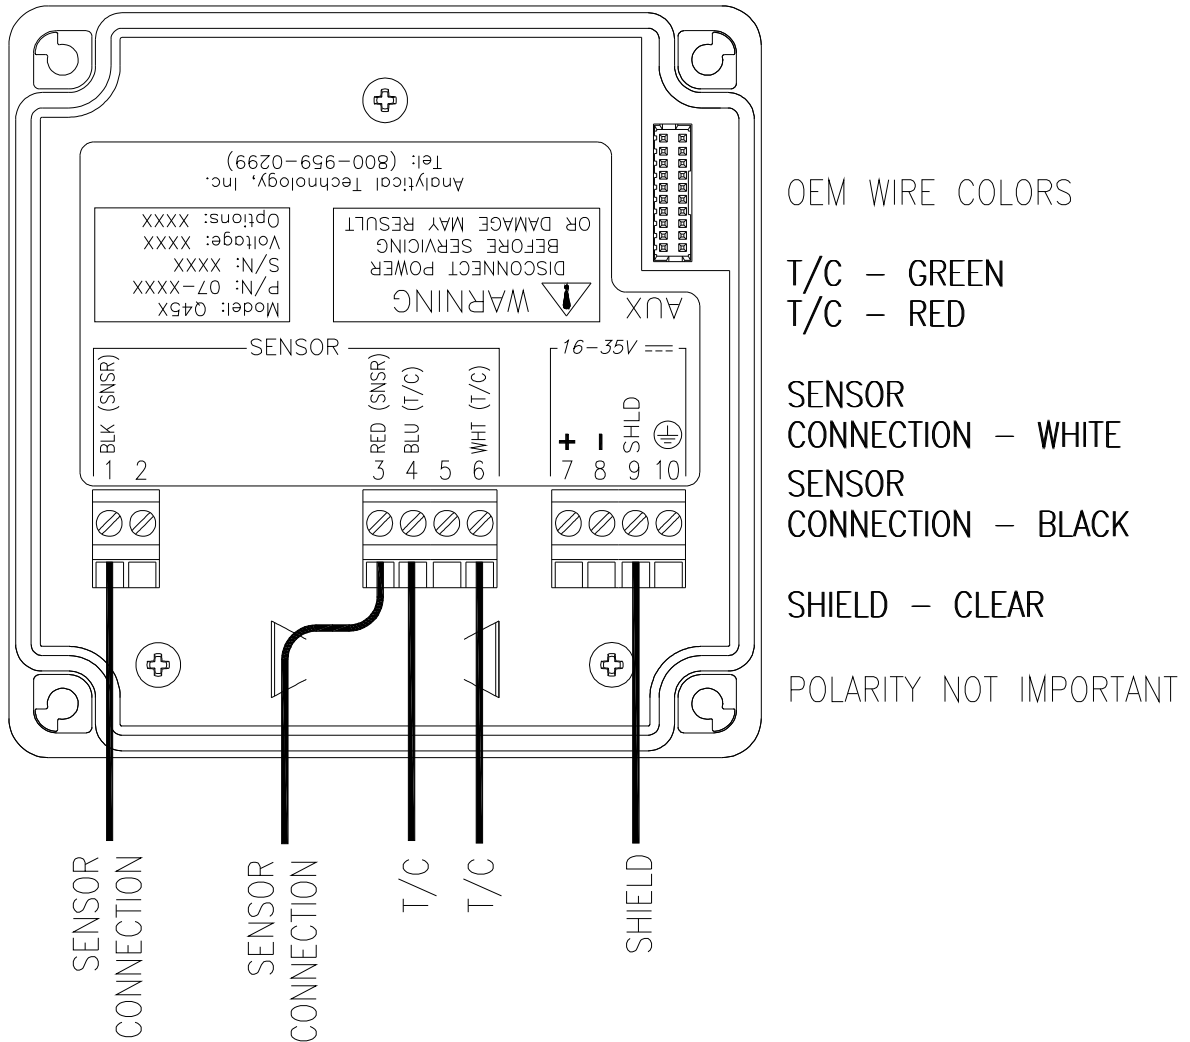 Tel: (800-959-0299)
Analytical Technology, Inc.
Options: XXXX
Voltage: XXXX
S/N: XXXX
P/N: 07-XXXX
Model: Q45X
OR DAMAGE MAY RESULT
BEFORE SERVICING
DISCONNECT POWER
WARNING
AUX
SENSOR
16-35V
BLK (SNSR)
RED (SNSR)
BLU (T/C)
WHT (T/C)
+
-
SHLD
1 2 3 4 5 6 7 8 9 10
SENSOR
CONNECTION
SENSOR
CONNECTION
T/C
T/C
SHIELD
OEM WIRE COLORS
T/C - GREEN
T/C - RED
SENSOR
CONNECTION - WHITE
SENSOR
CONNECTION - BLACK
SHIELD - CLEAR
POLARITY NOT IMPORTANT